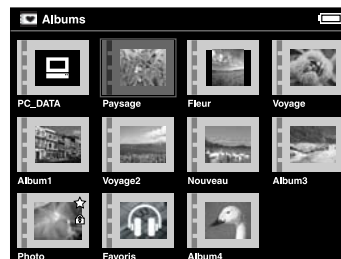 Albums
PC_DATA
Paysage
Fleur
Voyage
Album1
Voyage2
Nouveau
Album3
Photo
Favoris
Album4